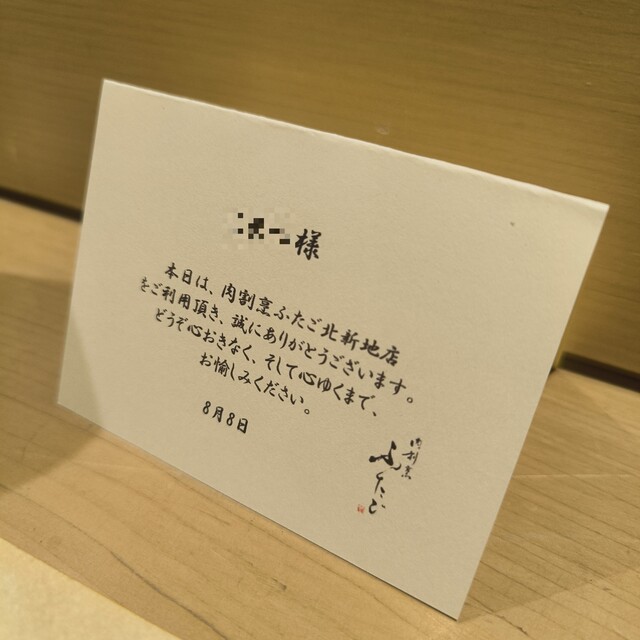 様
本日は、肉割烹ふたご北新地店
をご利用頂き、誠にありがとうございます。
どうぞ心おきなく、そして心ゆくまで、
お愉しみください。
8月8日
肉割烹
ふたご